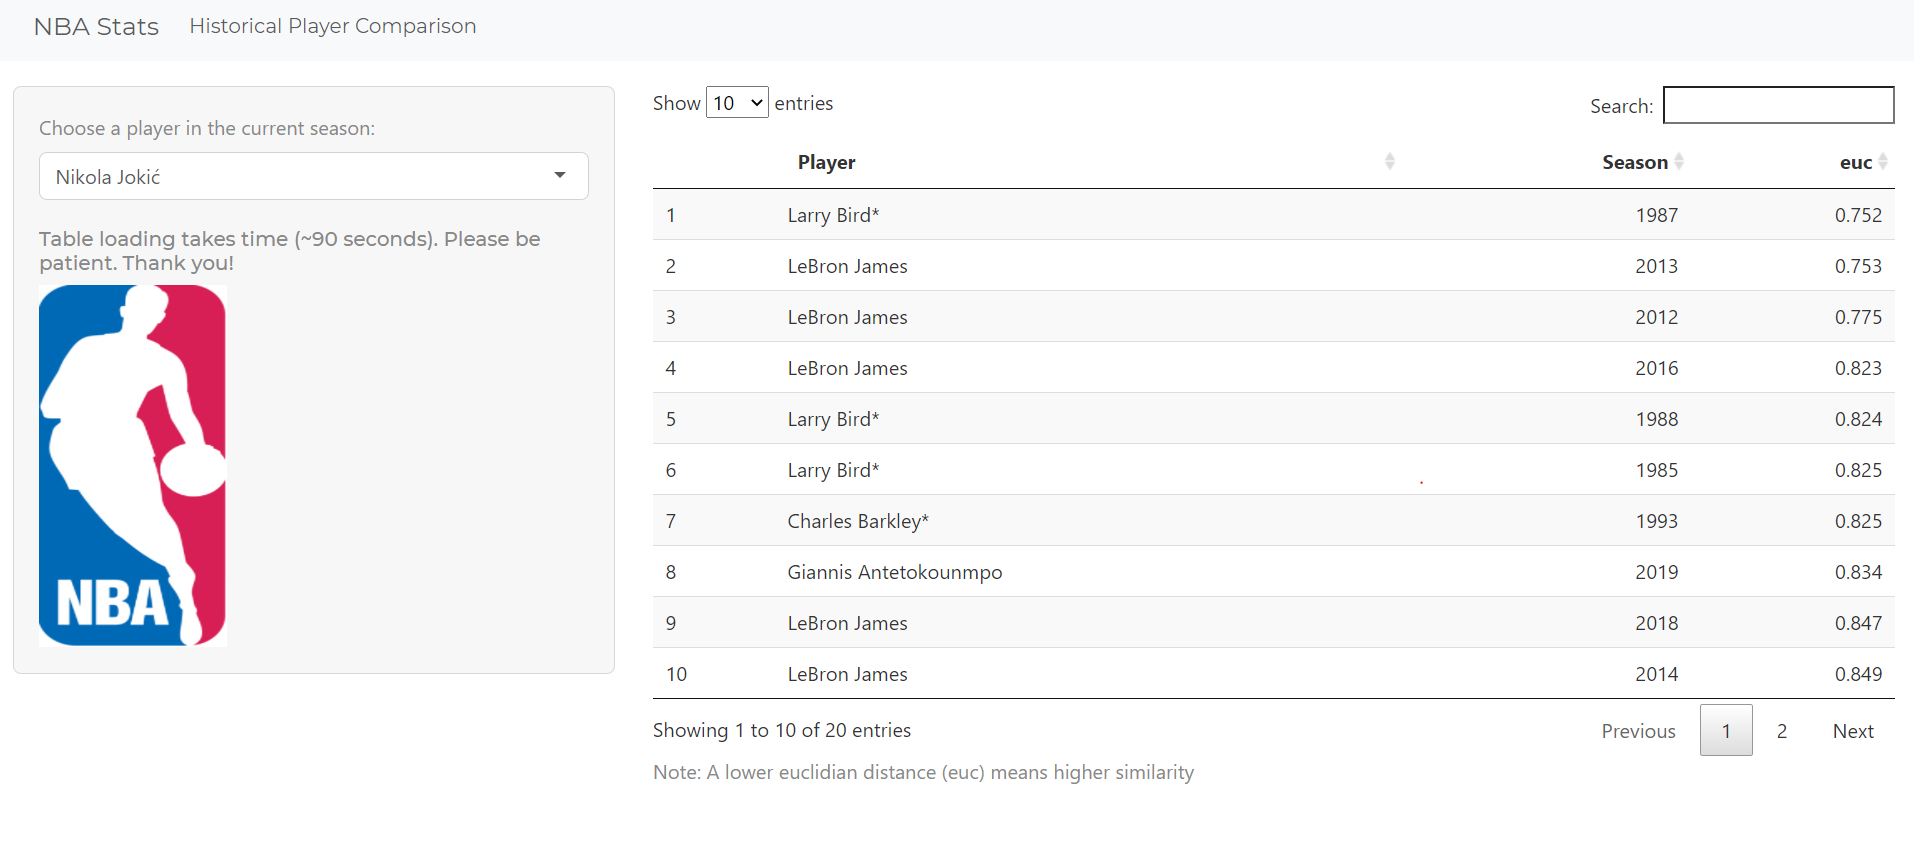 NBA Stats Historical Player Comparison
Choose a player in the current season:
Nikola Jokić
Table loading takes time (~90 seconds). Please be
patient. Thank you!
NBA
Show 10 entries
Search:
Player Season euc
1 Larry Bird* 1987 0.752
2 LeBron James 2013 0.753
3 LeBron James 2012 0.775
4 LeBron James 2016 0.823
5 Larry Bird* 1988 0.824
6 Larry Bird* 1985 0.825
7 Charles Barkley* 1993 0.825
8 Giannis Antetokounmpo 2019 0.834
9 LeBron James 2018 0.847
10 LeBron James 2014 0.849
Showing 1 to 10 of 20 entries
Previous 1 2 Next
Note: A lower euclidian distance (euc) means higher similarity